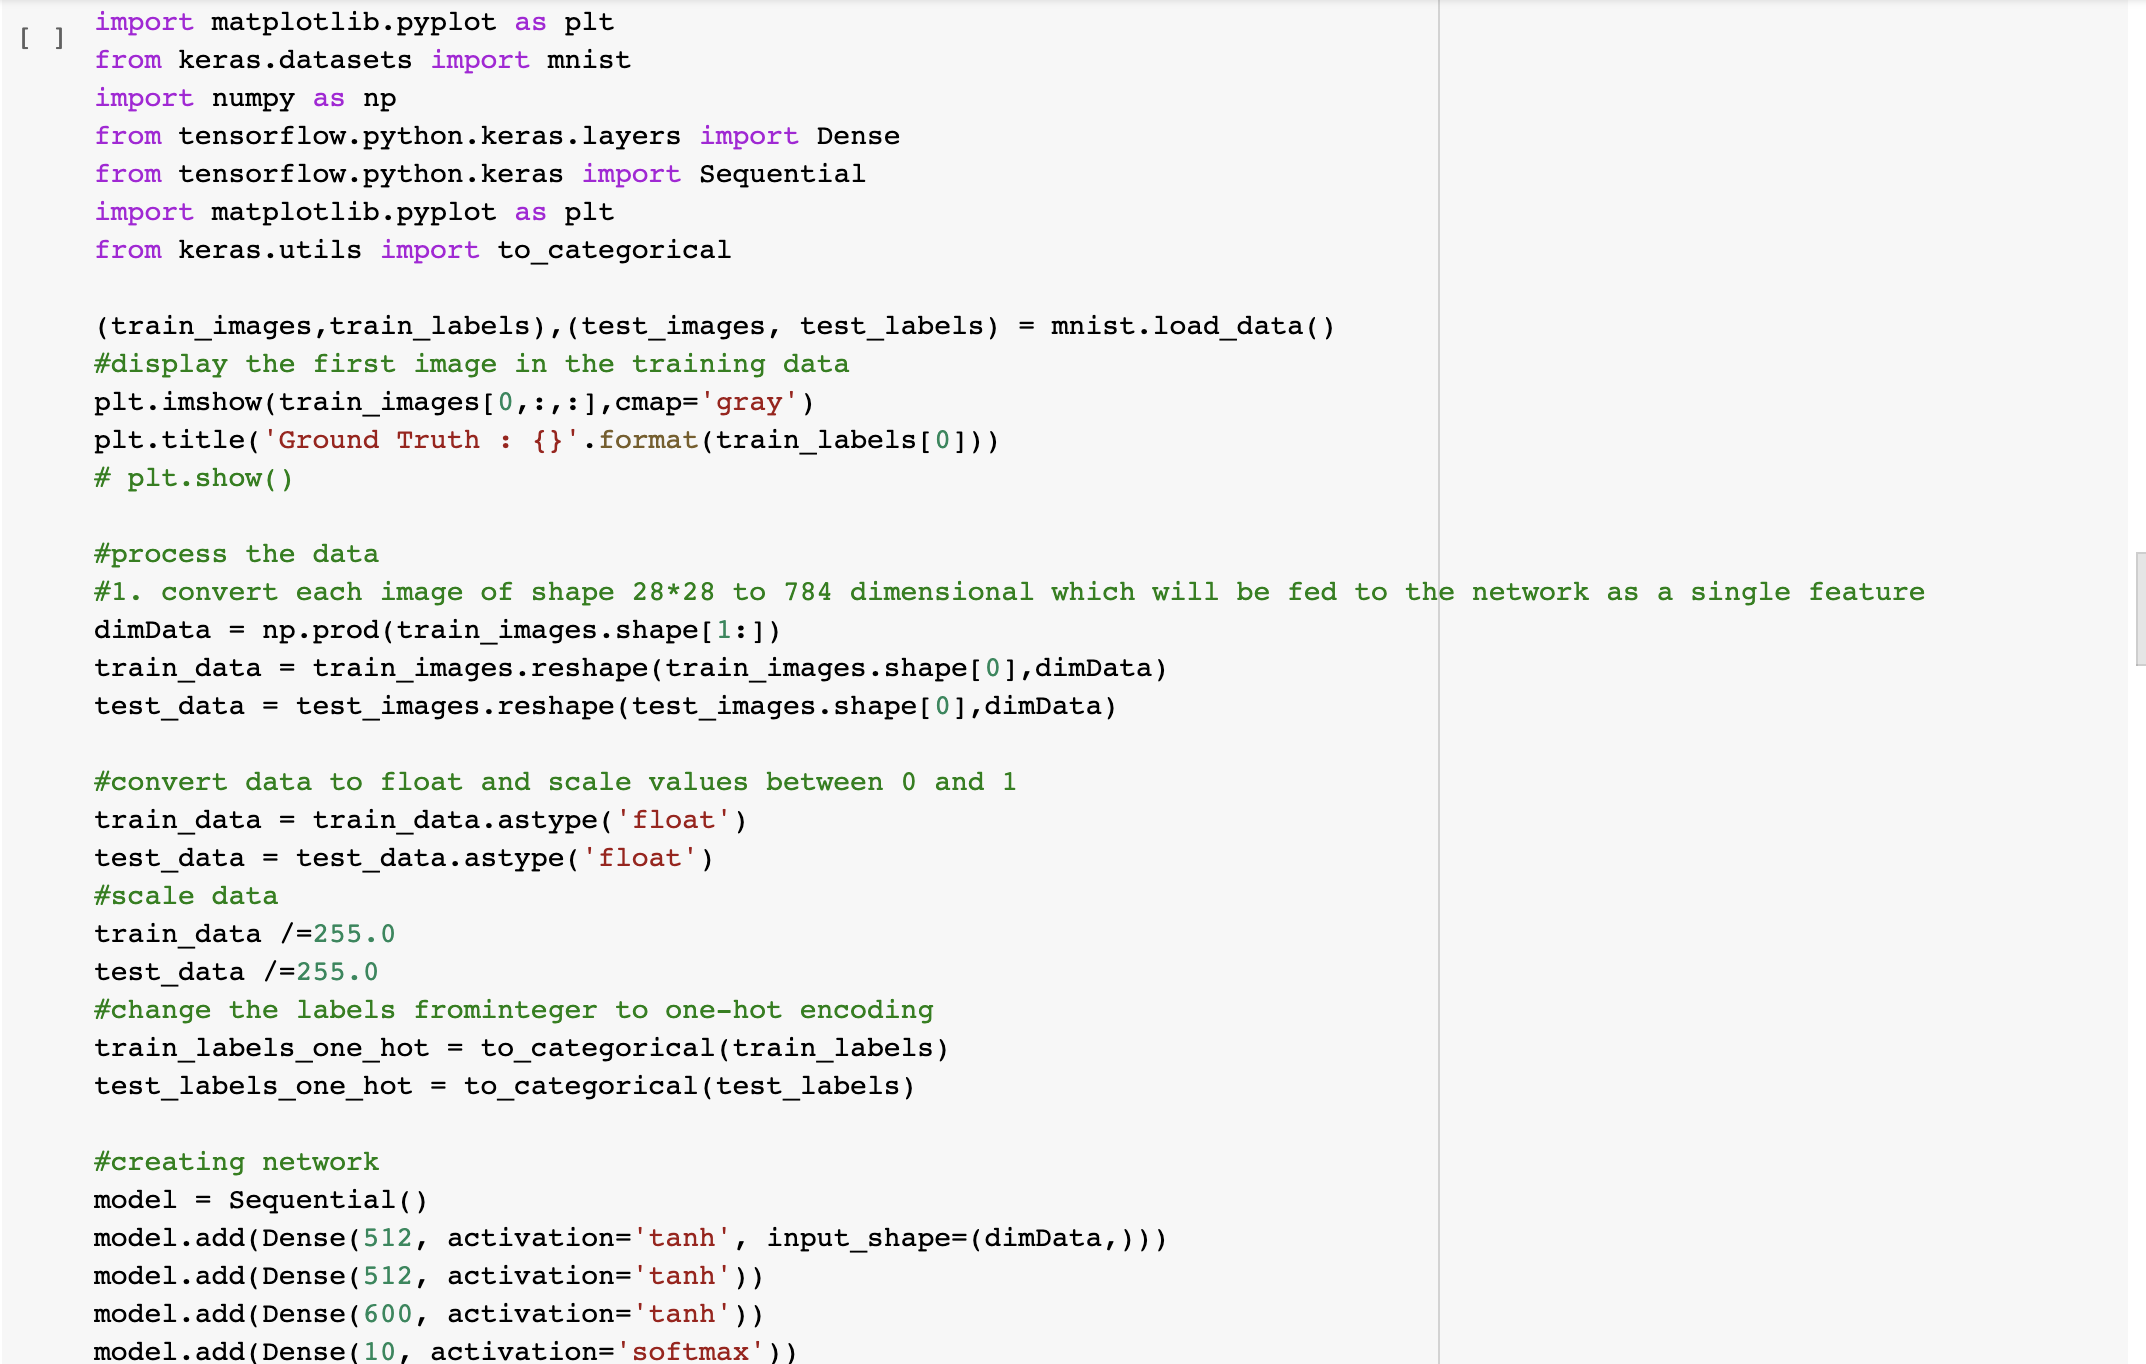 [ ]
import matplotlib.pyplot as plt
from keras.datasets import mnist
import numpy as np
from tensorflow.python.keras.layers import Dense
from tensorflow.python.keras import Sequential
import matplotlib.pyplot as plt
from keras.utils import to_categorical

(train_images,train_labels),(test_images, test_labels) = mnist.load_data()
#display the first image in the training data
plt.imshow(train_images[0,:,:],cmap='gray')
plt.title('Ground Truth : {}'.format(train_labels[0]))
# plt.show()

#process the data
#1. convert each image of shape 28*28 to 784 dimensional which will be fed to the network as a single feature
dimData = np.prod(train_images.shape[1:])
train_data = train_images.reshape(train_images.shape[0],dimData)
test_data = test_images.reshape(test_images.shape[0],dimData)

#convert data to float and scale values between 0 and 1
train_data = train_data.astype('float')
test_data = test_data.astype('float')
#scale data
train_data /=255.0
test_data /=255.0
#change the labels frominteger to one-hot encoding
train_labels_one_hot = to_categorical(train_labels)
test_labels_one_hot = to_categorical(test_labels)

#creating network
model = Sequential()
model.add(Dense(512, activation='tanh', input_shape=(dimData,)))
model.add(Dense(512, activation='tanh'))
model.add(Dense(600, activation='tanh'))
model.add(Dense(10, activation='softmax'))